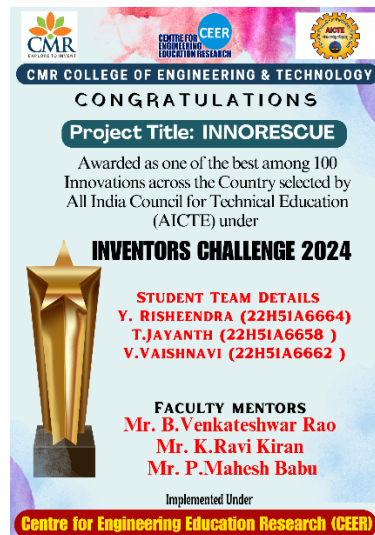 CMR
EXPLORE TO INVENT
CENTRE FOR
ENGINEERING
EDUCATION RESEARCH
CEER
AICTE
CMR COLLEGE OF ENGINEERING & TECHNOLOGY
CONGRATULATIONS
Project Title: INNORESCUE
Awarded as one of the best among 100
Innovations across the Country selected by
All India Council for Technical Education
(AICTE) under
INVENTORS CHALLENGE 2024
STUDENT TEAM DETAILS
Y. RISHEENDRA (22H51A6664)
T.JAYANTH (22H51A6658 )
V.VAISHNAVI (22H51A6662 )
FACULTY MENTORS
Mr. B.Venkateshwar Rao
Mr. K.Ravi Kiran
Mr. P.Mahesh Babu
Implemented Under
Centre for Engineering Education Research (CEER)